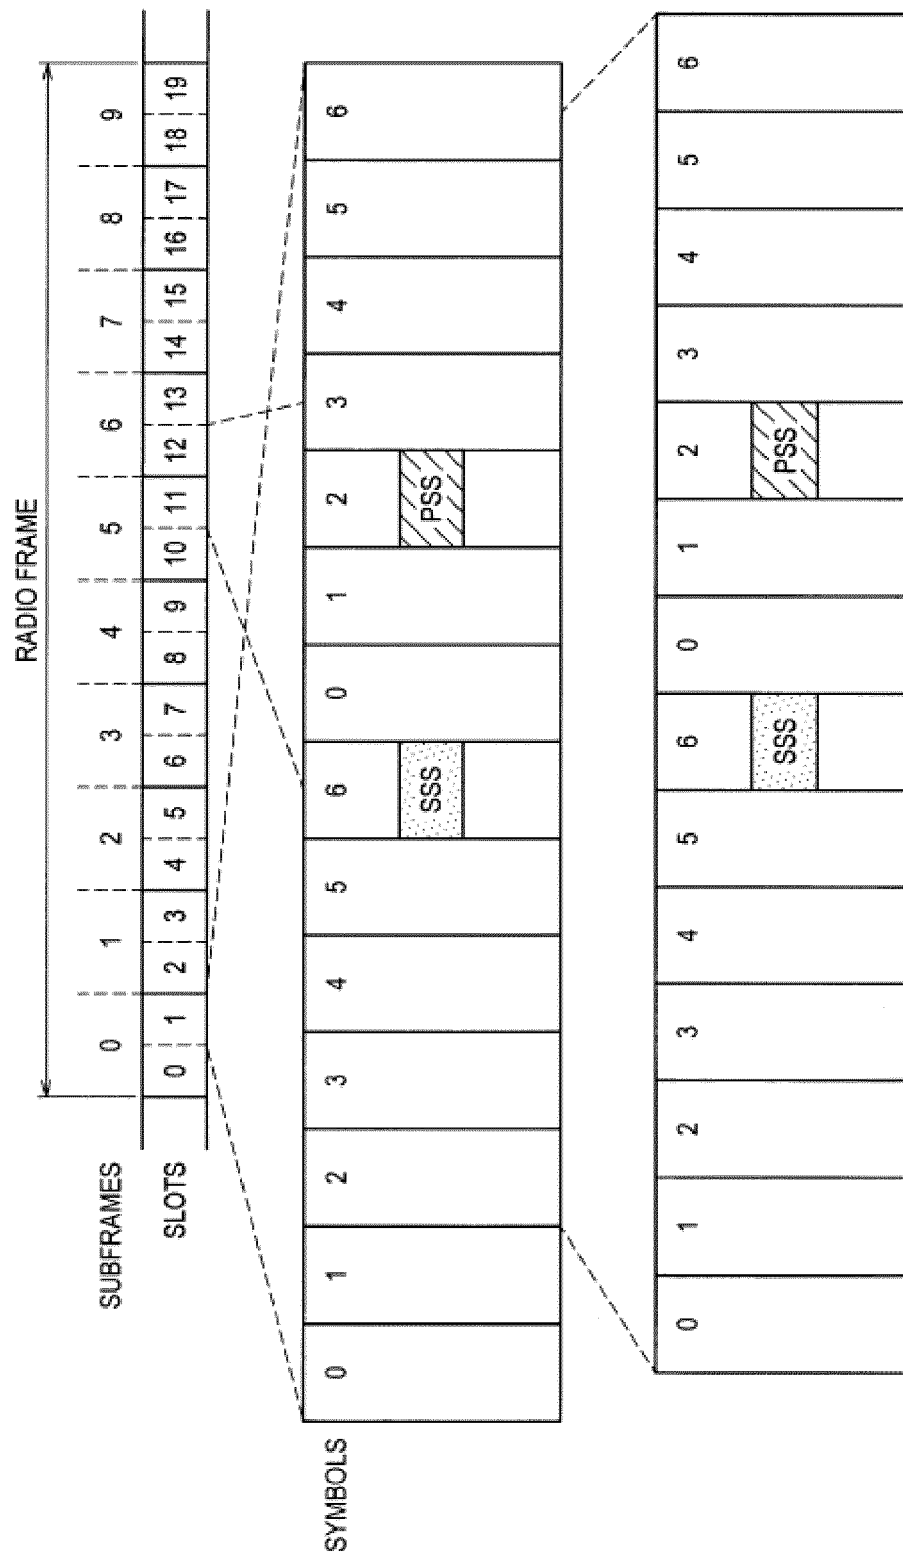 RADIO FRAME
SUBFRAMES 0 1 2 3 4 5 6 7 8 9
SLOTS 0 1 2 3 4 5 6 7 8 9 10 11 12 13 14 15 16 17 18 19
SYMBOLS 0 1 2 3 4 5 6 0 1 2 3 4 5 6
SSS PSS
0 1 2 3 4 5 6 0 1 2 3 4 5 6
SSS PSS